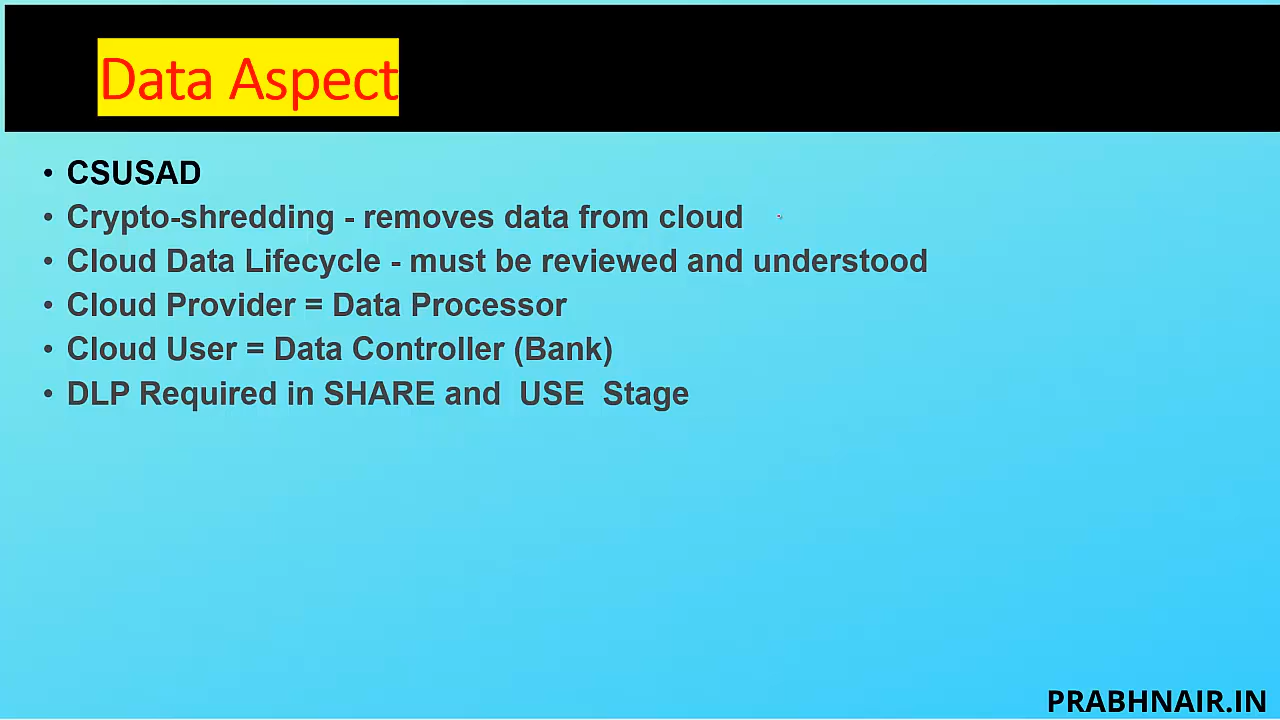 Data Aspect
• CSUSAD
• Crypto-shredding - removes data from cloud
• Cloud Data Lifecycle - must be reviewed and understood
• Cloud Provider = Data Processor
• Cloud User = Data Controller (Bank)
• DLP Required in SHARE and  USE  Stage
PRABHNAIR.IN